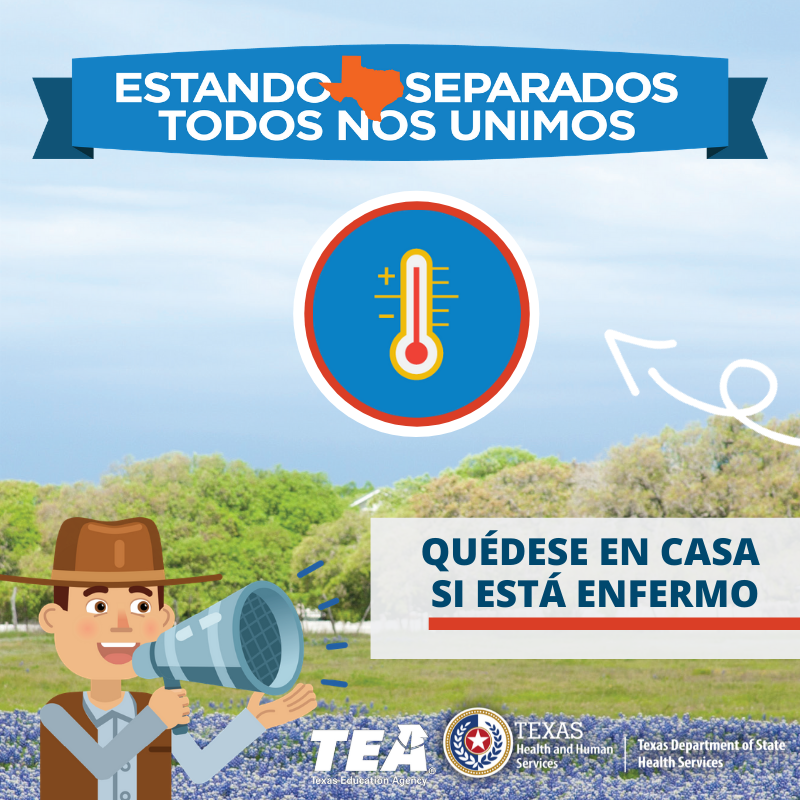 ESTANDO SEPARADOS
TODOS NOS UNIMOS
QUÉDESE EN CASA
SI ESTÁ ENFERMO
TEA
Texas Education Agency
TEXAS
Health and Human
Services
Texas Department of State
Health Services